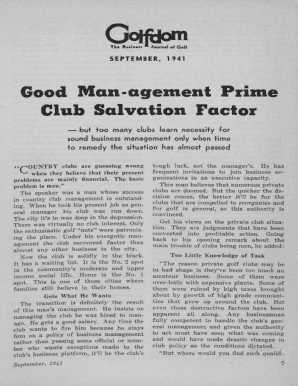 Golfdom
The Business Journal of Golf
SEPTEMBER, 1941
Good Man-agement Prime
Club Salvation Factor
— but too many clubs learn necessity for
sound business management only when time
to remedy the situation has almost passed
"COUNTRY clubs are guessing wrong
when they believe that their present
problems are mainly financial. The basic
problem is men."
The speaker was a man whose success
in country club management is outstand-
ing. When he took his present job as gen-
eral manager his club was run down.
The city it's in was deep in the depression.
There was virtually no client interest. Only
the enthusiastic golf "ants" were patroniz-
ing the place. Under his energetic man-
agement the club recovered faster than
almost any other business in the city.
Now the club is solidly in the black.
It has a waiting list. It is the No. 2 spot
in the community's moderate and upper
income social life. Home is the No. 1
spot. This is one of those cities where
families still believe in their homes.
Gets What He Wants
The transition is definitely the result
of this man's management. He insists on
managing the club he was hired to man-
age. He gets a good salary. Any time the
club wants to fire him because he stays
firm on a policy of business management
rather than pleasing some official or mem-
ber who wants exceptions made to the
club's business platform, it'll be the club's
tough luck, not the manager's. He has
frequent invitations to join business or-
ganizations in an executive capacity.
This man believes that numerous private
clubs are doomed. But the quicker the de-
cision comes, the better it'll be for the
clubs that are compelled to reorganize and
for golf in general, so this authority is
convinced.
Get his views on the private club situa-
tion. They are judgments that have been
converted into profitable action. Going
back to his opening remark about the
main trouble of clubs being men, he added:
Too Little Knowledge of Task
"The reason private golf clubs may be
in bad shape is they've been too much an
amateur business. Some of them were
over-built with expensive plants. Some of
them were ruined by high taxes brought
about by growth of high grade communi-
ties that grew up around the club. But
even these destructive factors have been
apparent all along. Any businessman
fully competent to handle the club's gen-
eral management and given the authority
to act must have seen what was coming
and would have made drastic changes in
club policy as the conditions dictated.
"But where would you find such qualif-
September, 1941
7